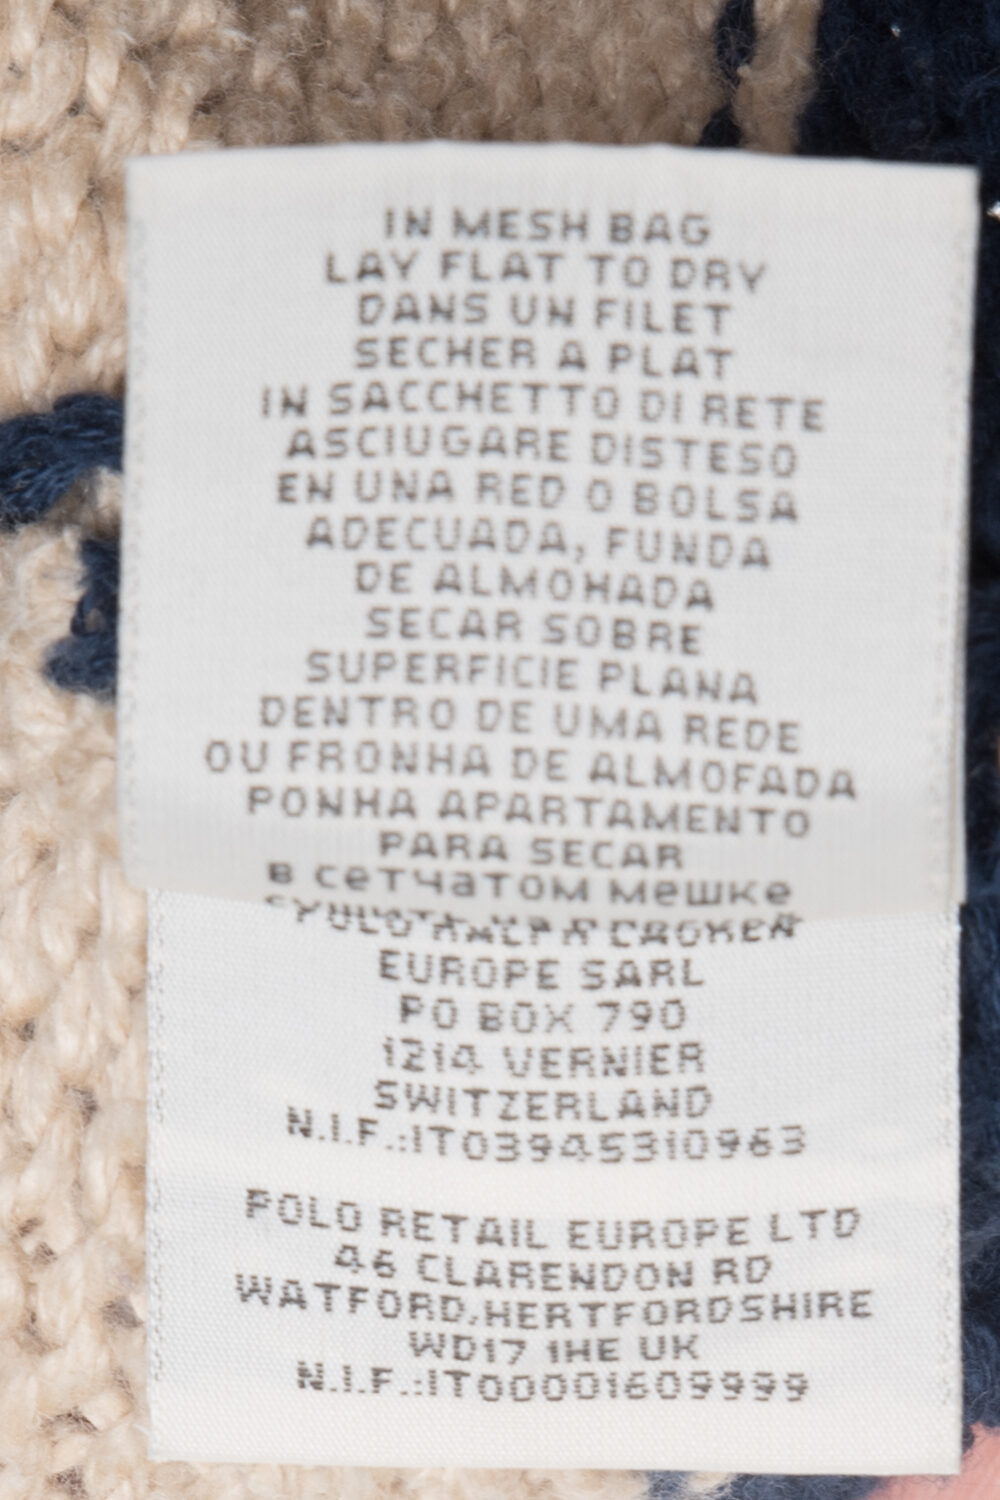 IN MESH BAG
LAY FLAT TO DRY
DANS UN FILET
SECHER A PLAT
IN SACCHETTO DI RETE
ASCIUGARE DISTESO
EN UNA RED O BOLSA
ADECUADA, FUNDA
DE ALMOHADA
SECAR SOBRE
SUPERFICIE PLANA
DENTRO DE UMA REDE
OU FRONHA DE ALMOFADA
PONHA APARTAMENTO
PARA SECAR
в сетчатом мешке
EUROPE SARL
PO BOX 790
1214 VERNIER
SWITZERLAND
N.I.F.:IT03945310963
POLO RETAIL EUROPE LTD
46 CLARENDON RD
WATFORD,HERTFORDSHIRE
WD17 1HE UK
N.I.F.:IT00001609999